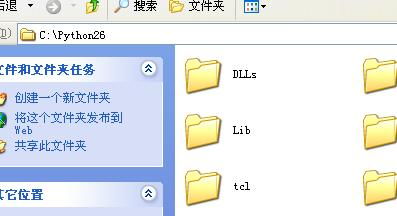 后退
搜索
文件夹
C:\Python26
文件和文件夹任务
创建一个新文件夹
将这个文件夹发布到
Web
共享此文件夹
其它位置
DLLs
Lib
tcl